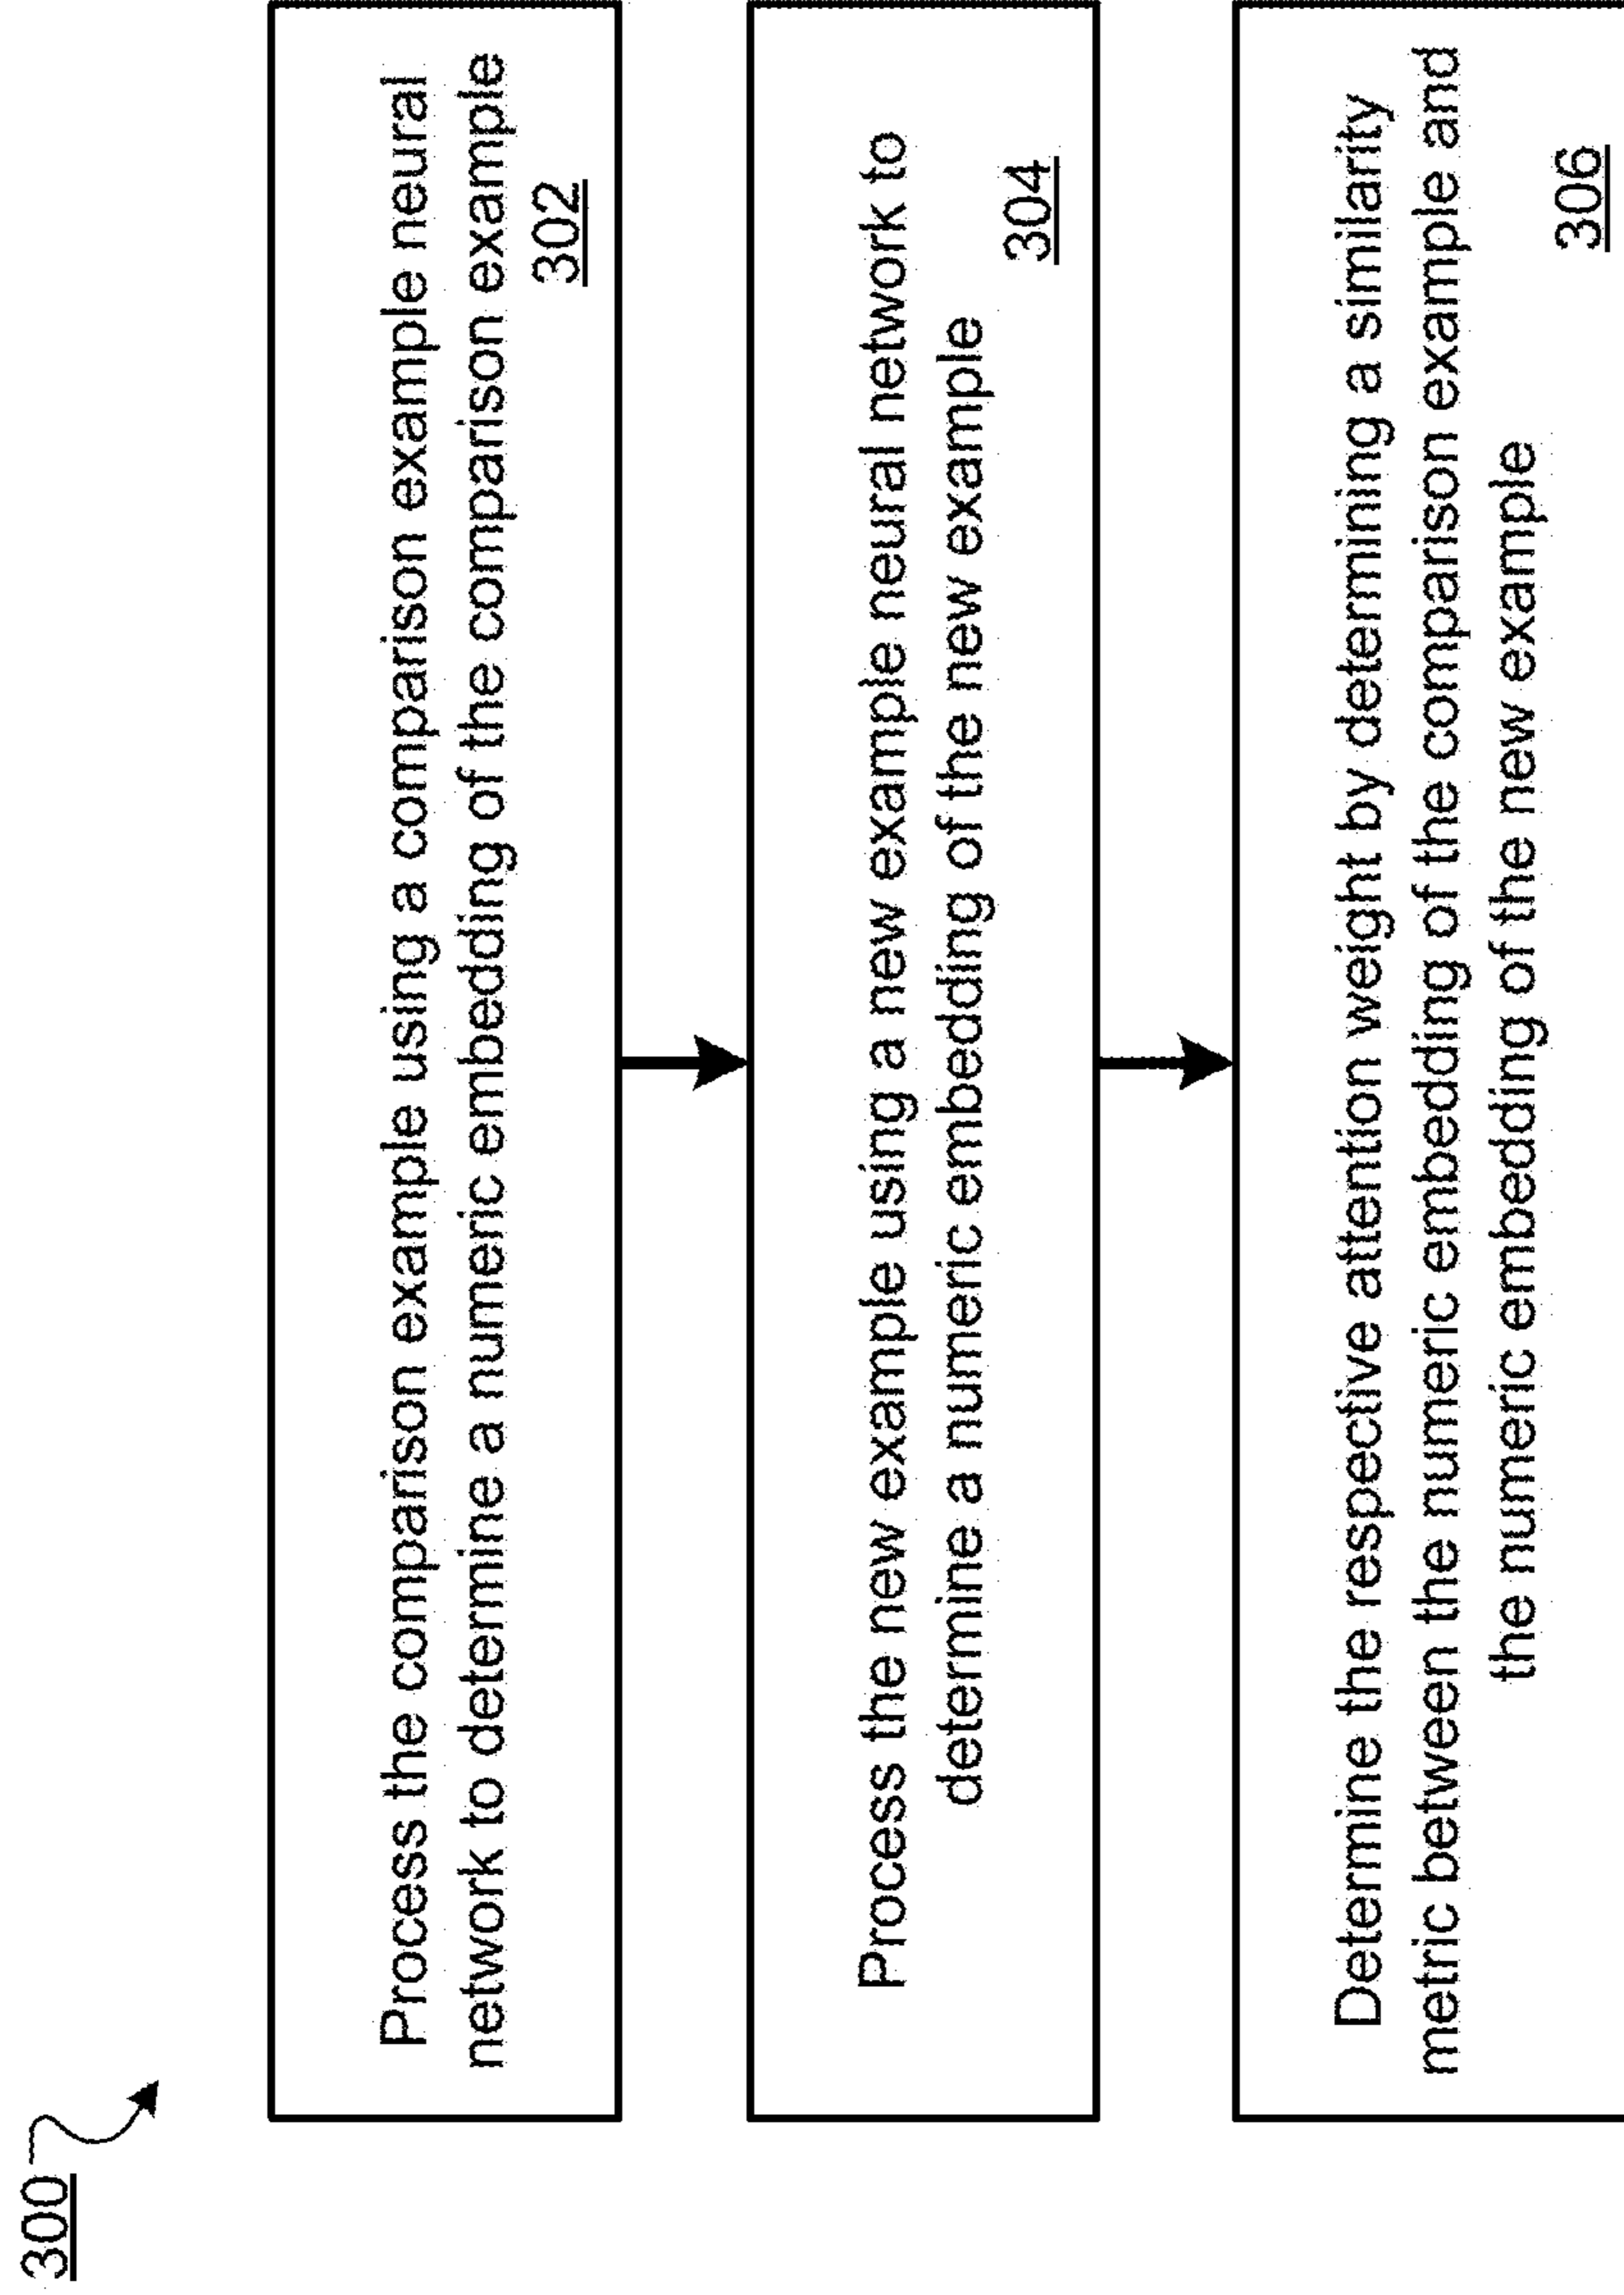 300
Process the comparison example using a comparison example neural
network to determine a numeric embedding of the comparison example
302
Process the new example using a new example neural network to
determine a numeric embedding of the new example
304
Determine the respective attention weight by determining a similarity
metric between the numeric embedding of the comparison example and
the numeric embedding of the new example
306